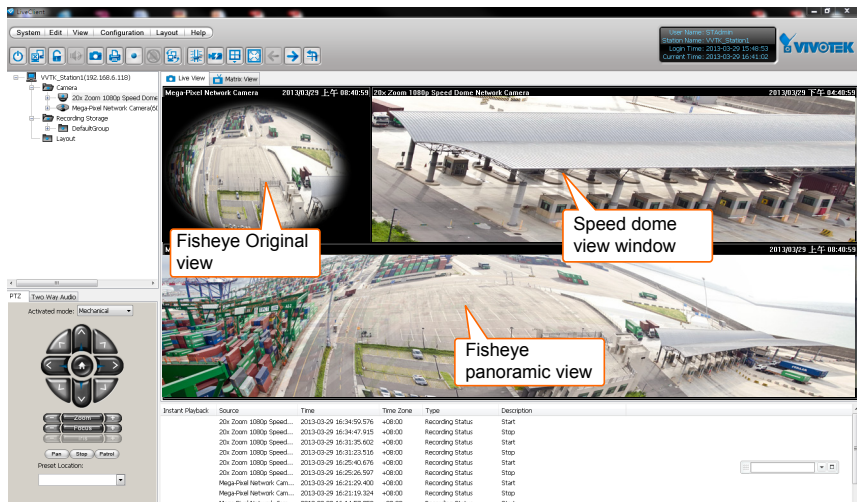 LiveClient
System Edit View Configuration Layout Help
User Name: STAdmin
Station Name: VVTK_Station1
Login Time: 2013-03-29 15:48:53
Current Time: 2013-03-29 16:41:02
VIVOTEK
VVTK_Station1(192.168.6.118)
Camera
20x Zoom 1080p Speed Dome
Mega-Pixel Network Camera(60
Recording Storage
DefaultGroup
Layout
Live View Matrix View
Mega-Pixel Network Camera 2013/03/29 上午 08:40:59
20x Zoom 1080p Speed Dome Network Camera 2013/03/29 下午 04:40:59
Fisheye Original
view
Speed dome
view window
2013/03/29 上午 08:40:59
Fisheye
panoramic view
PTZ Two Way Audio
Activated mode: Mechanical
Zoom
Focus
Iris
Pan Stop Patrol
Preset Location:
Instant Playback Source Time Time Zone Type Description
20x Zoom 1080p Speed... 2013-03-29 16:34:59.576 +08:00 Recording Status Start
20x Zoom 1080p Speed... 2013-03-29 16:34:47.915 +08:00 Recording Status Stop
20x Zoom 1080p Speed... 2013-03-29 16:31:35.602 +08:00 Recording Status Start
20x Zoom 1080p Speed... 2013-03-29 16:31:23.516 +08:00 Recording Status Stop
20x Zoom 1080p Speed... 2013-03-29 16:25:40.676 +08:00 Recording Status Start
20x Zoom 1080p Speed... 2013-03-29 16:25:26.597 +08:00 Recording Status Stop
Mega-Pixel Network Cam... 2013-03-29 16:21:29.400 +08:00 Recording Status Start
Mega-Pixel Network Cam... 2013-03-29 16:21:19.324 +08:00 Recording Status Stop